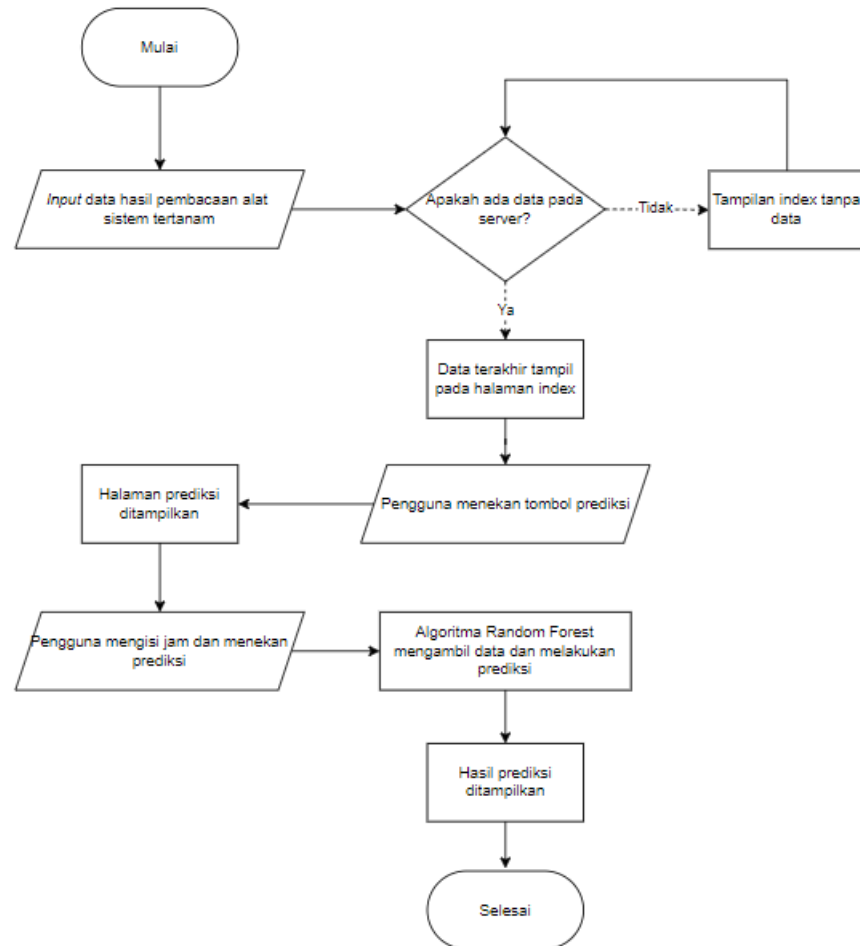 Mulai
Input data hasil pembacaan alat
sistem tertanam
Apakah ada data pada
server?
Tidak
Tampilan index tanpa
data
Ya
Data terakhir tampil
pada halaman index
Pengguna menekan tombol prediksi
Halaman prediksi
ditampilkan
Pengguna mengisi jam dan menekan
prediksi
Algoritma Random Forest
mengambil data dan melakukan
prediksi
Hasil prediksi
ditampilkan
Selesai